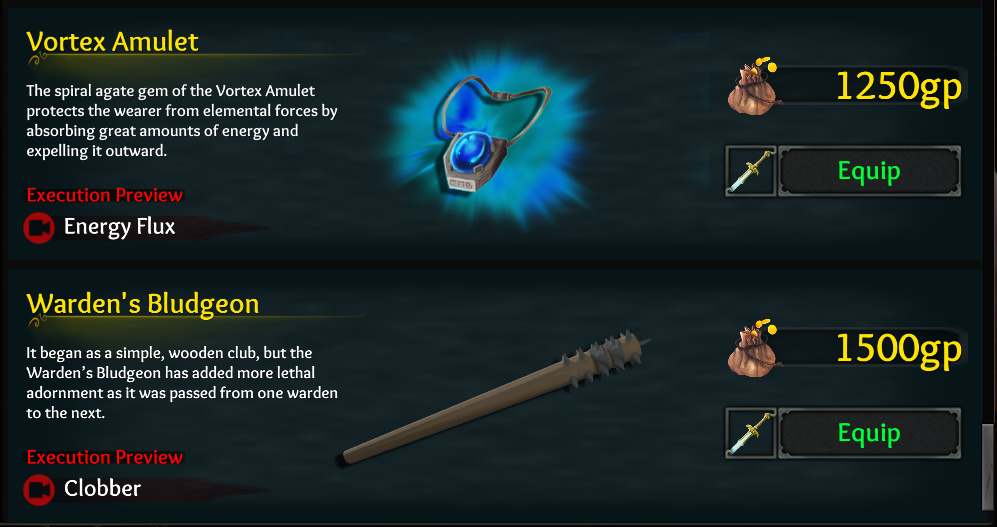 Vortex Amulet
The spiral agate gem of the Vortex Amulet
protects the wearer from elemental forces by
absorbing great amounts of energy and
expelling it outward.
Execution Preview
Energy Flux
1250gp
Equip
Warden's Bludgeon
It began as a simple, wooden club, but the
Warden’s Bludgeon has added more lethal
adornment as it was passed from one warden
to the next.
Execution Preview
Clobber
1500gp
Equip